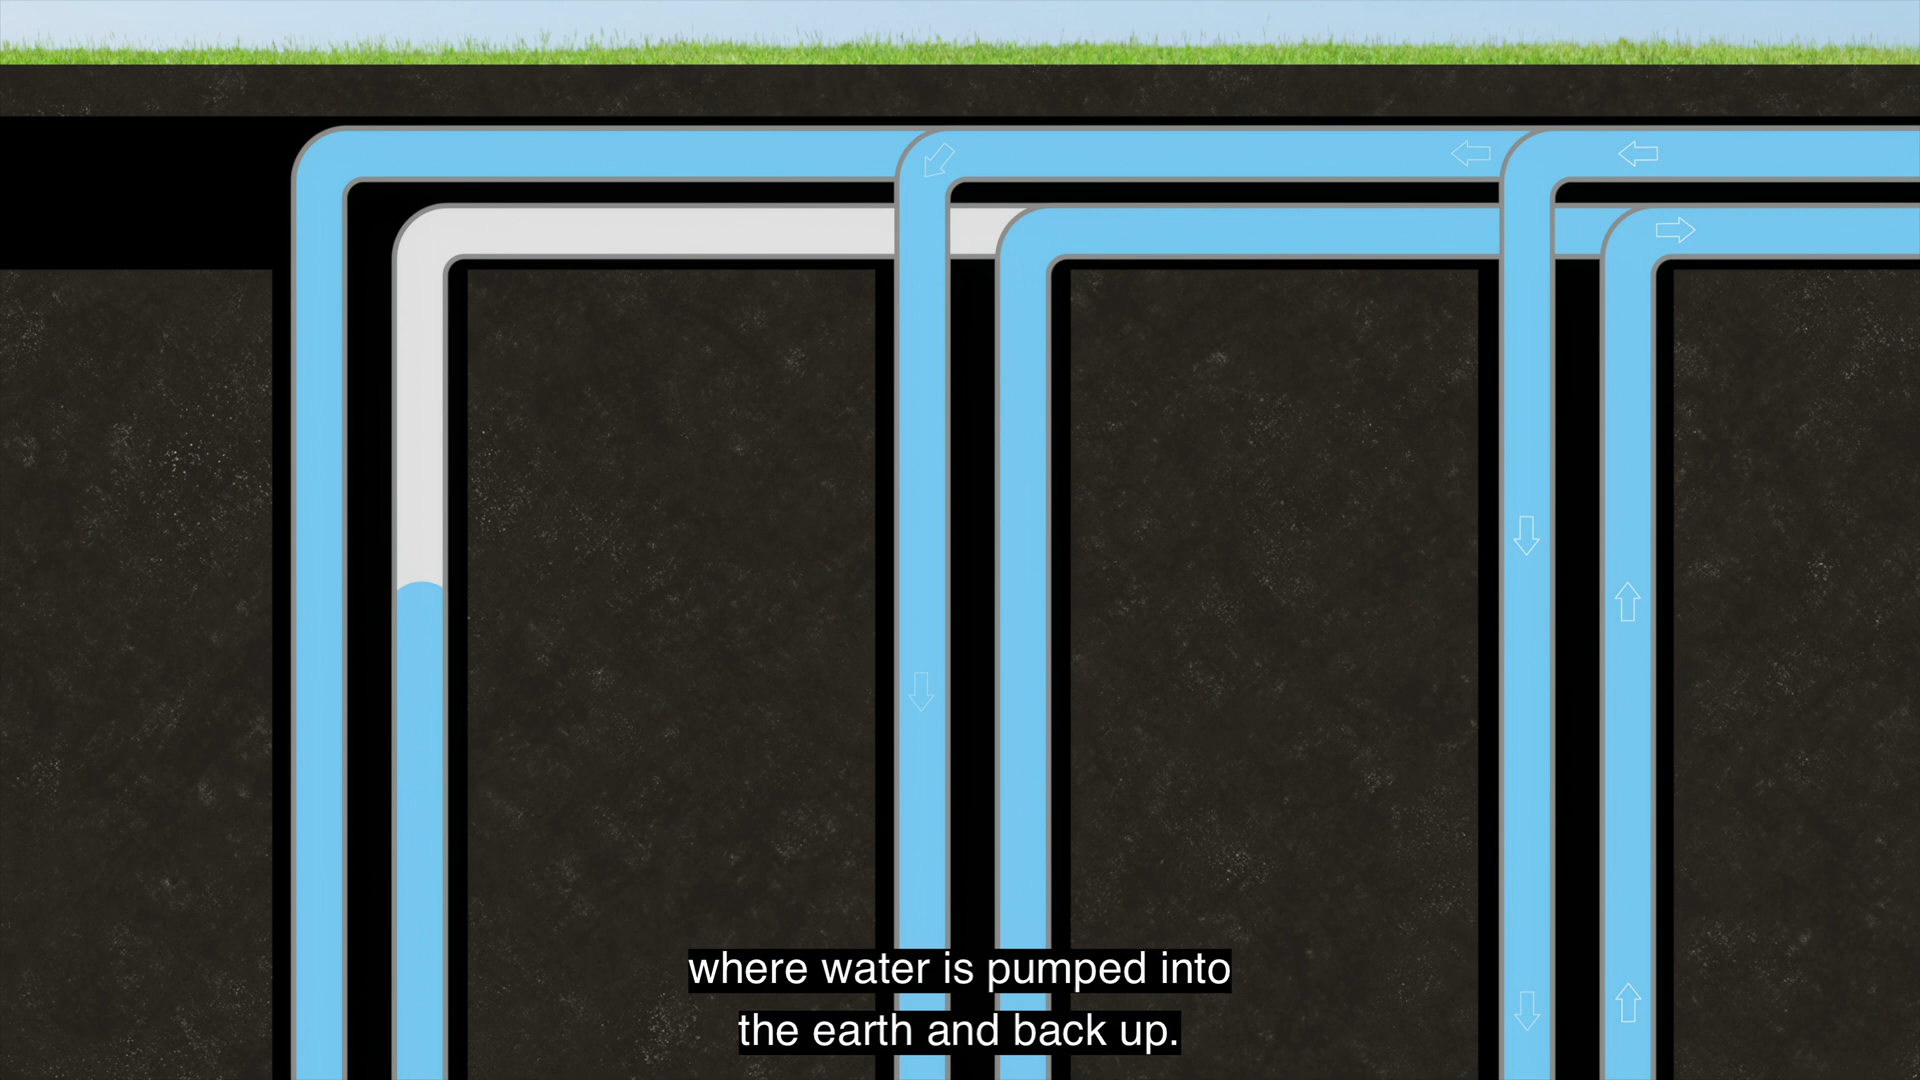 where water is pumped into
the earth and back up.